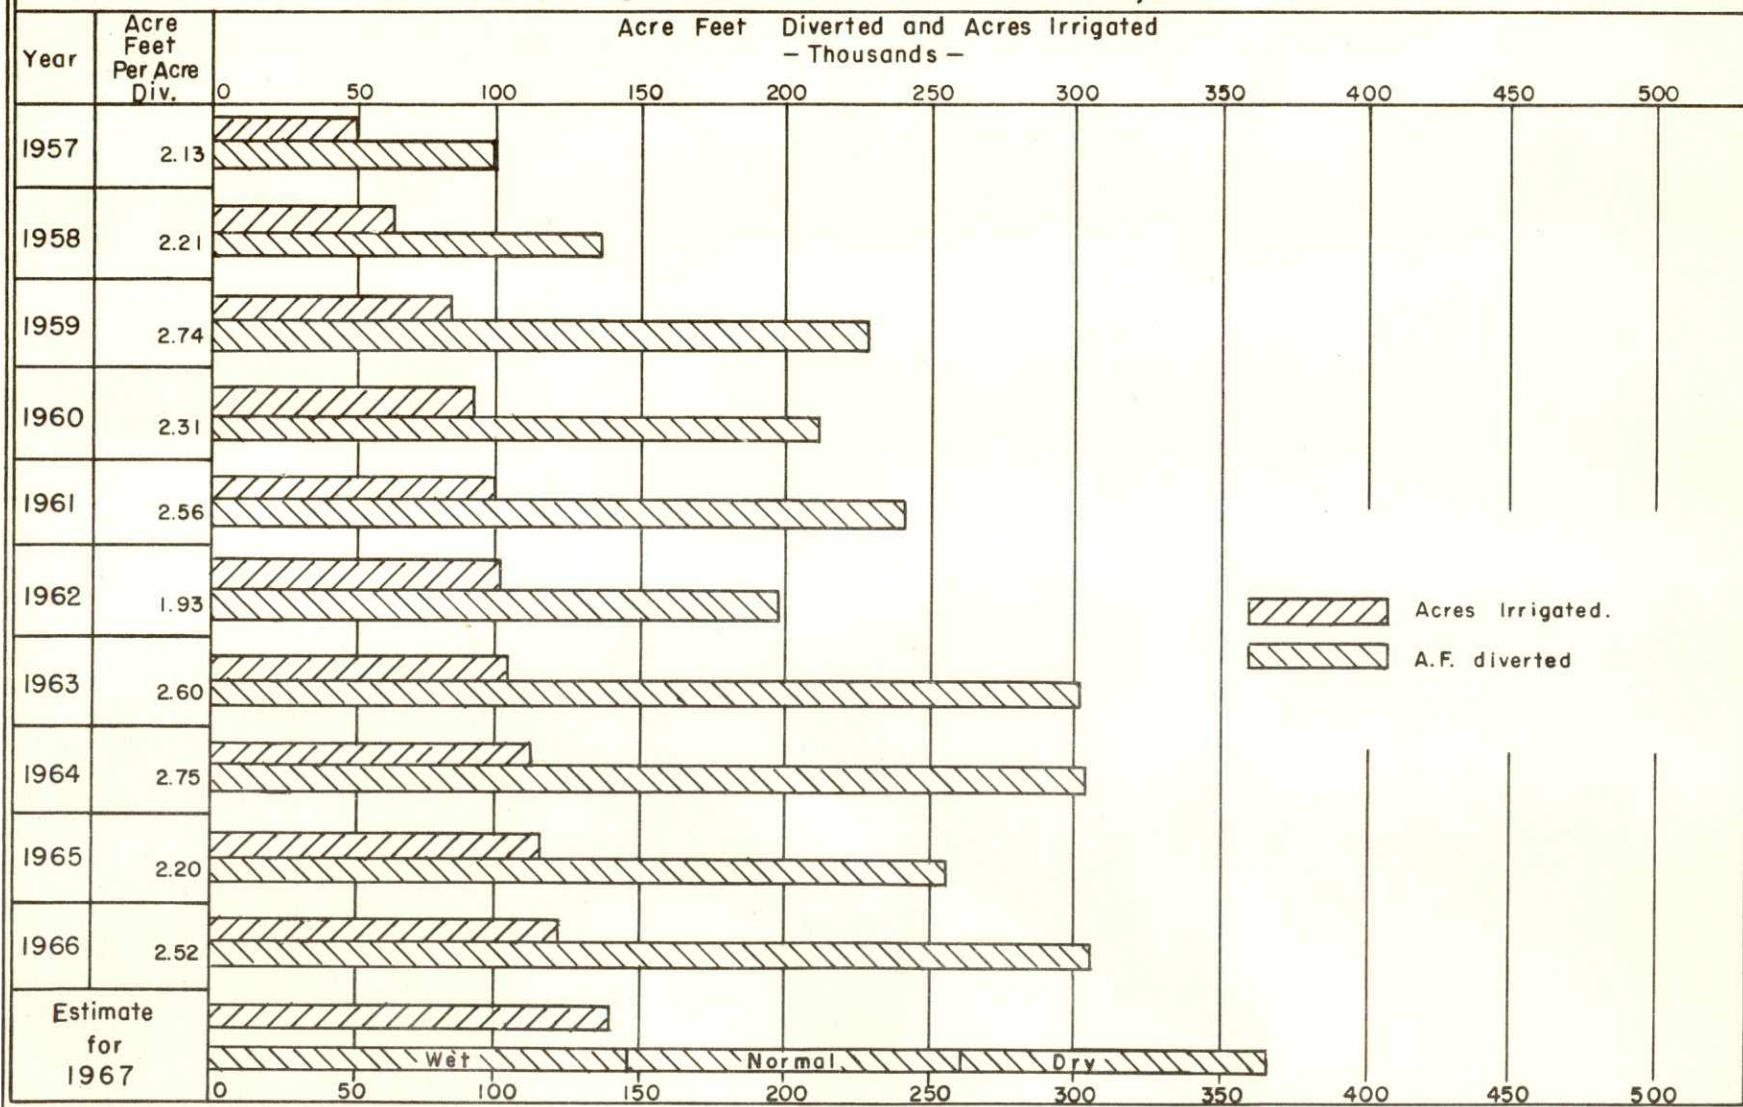 Year
Acre
Feet
Per Acre
Div.
Acre Feet Diverted and Acres Irrigated
— Thousands —
0 50 100 150 200 250 300 350 400 450 500
1957 2.13
1958 2.21
1959 2.74
1960 2.31
1961 2.56
1962 1.93
Acres Irrigated.
A.F. diverted
1963 2.60
1964 2.75
1965 2.20
1966 2.52
Estimate
for
1967
Wet Normal Dry
0 50 100 150 200 250 300 350 400 450 500